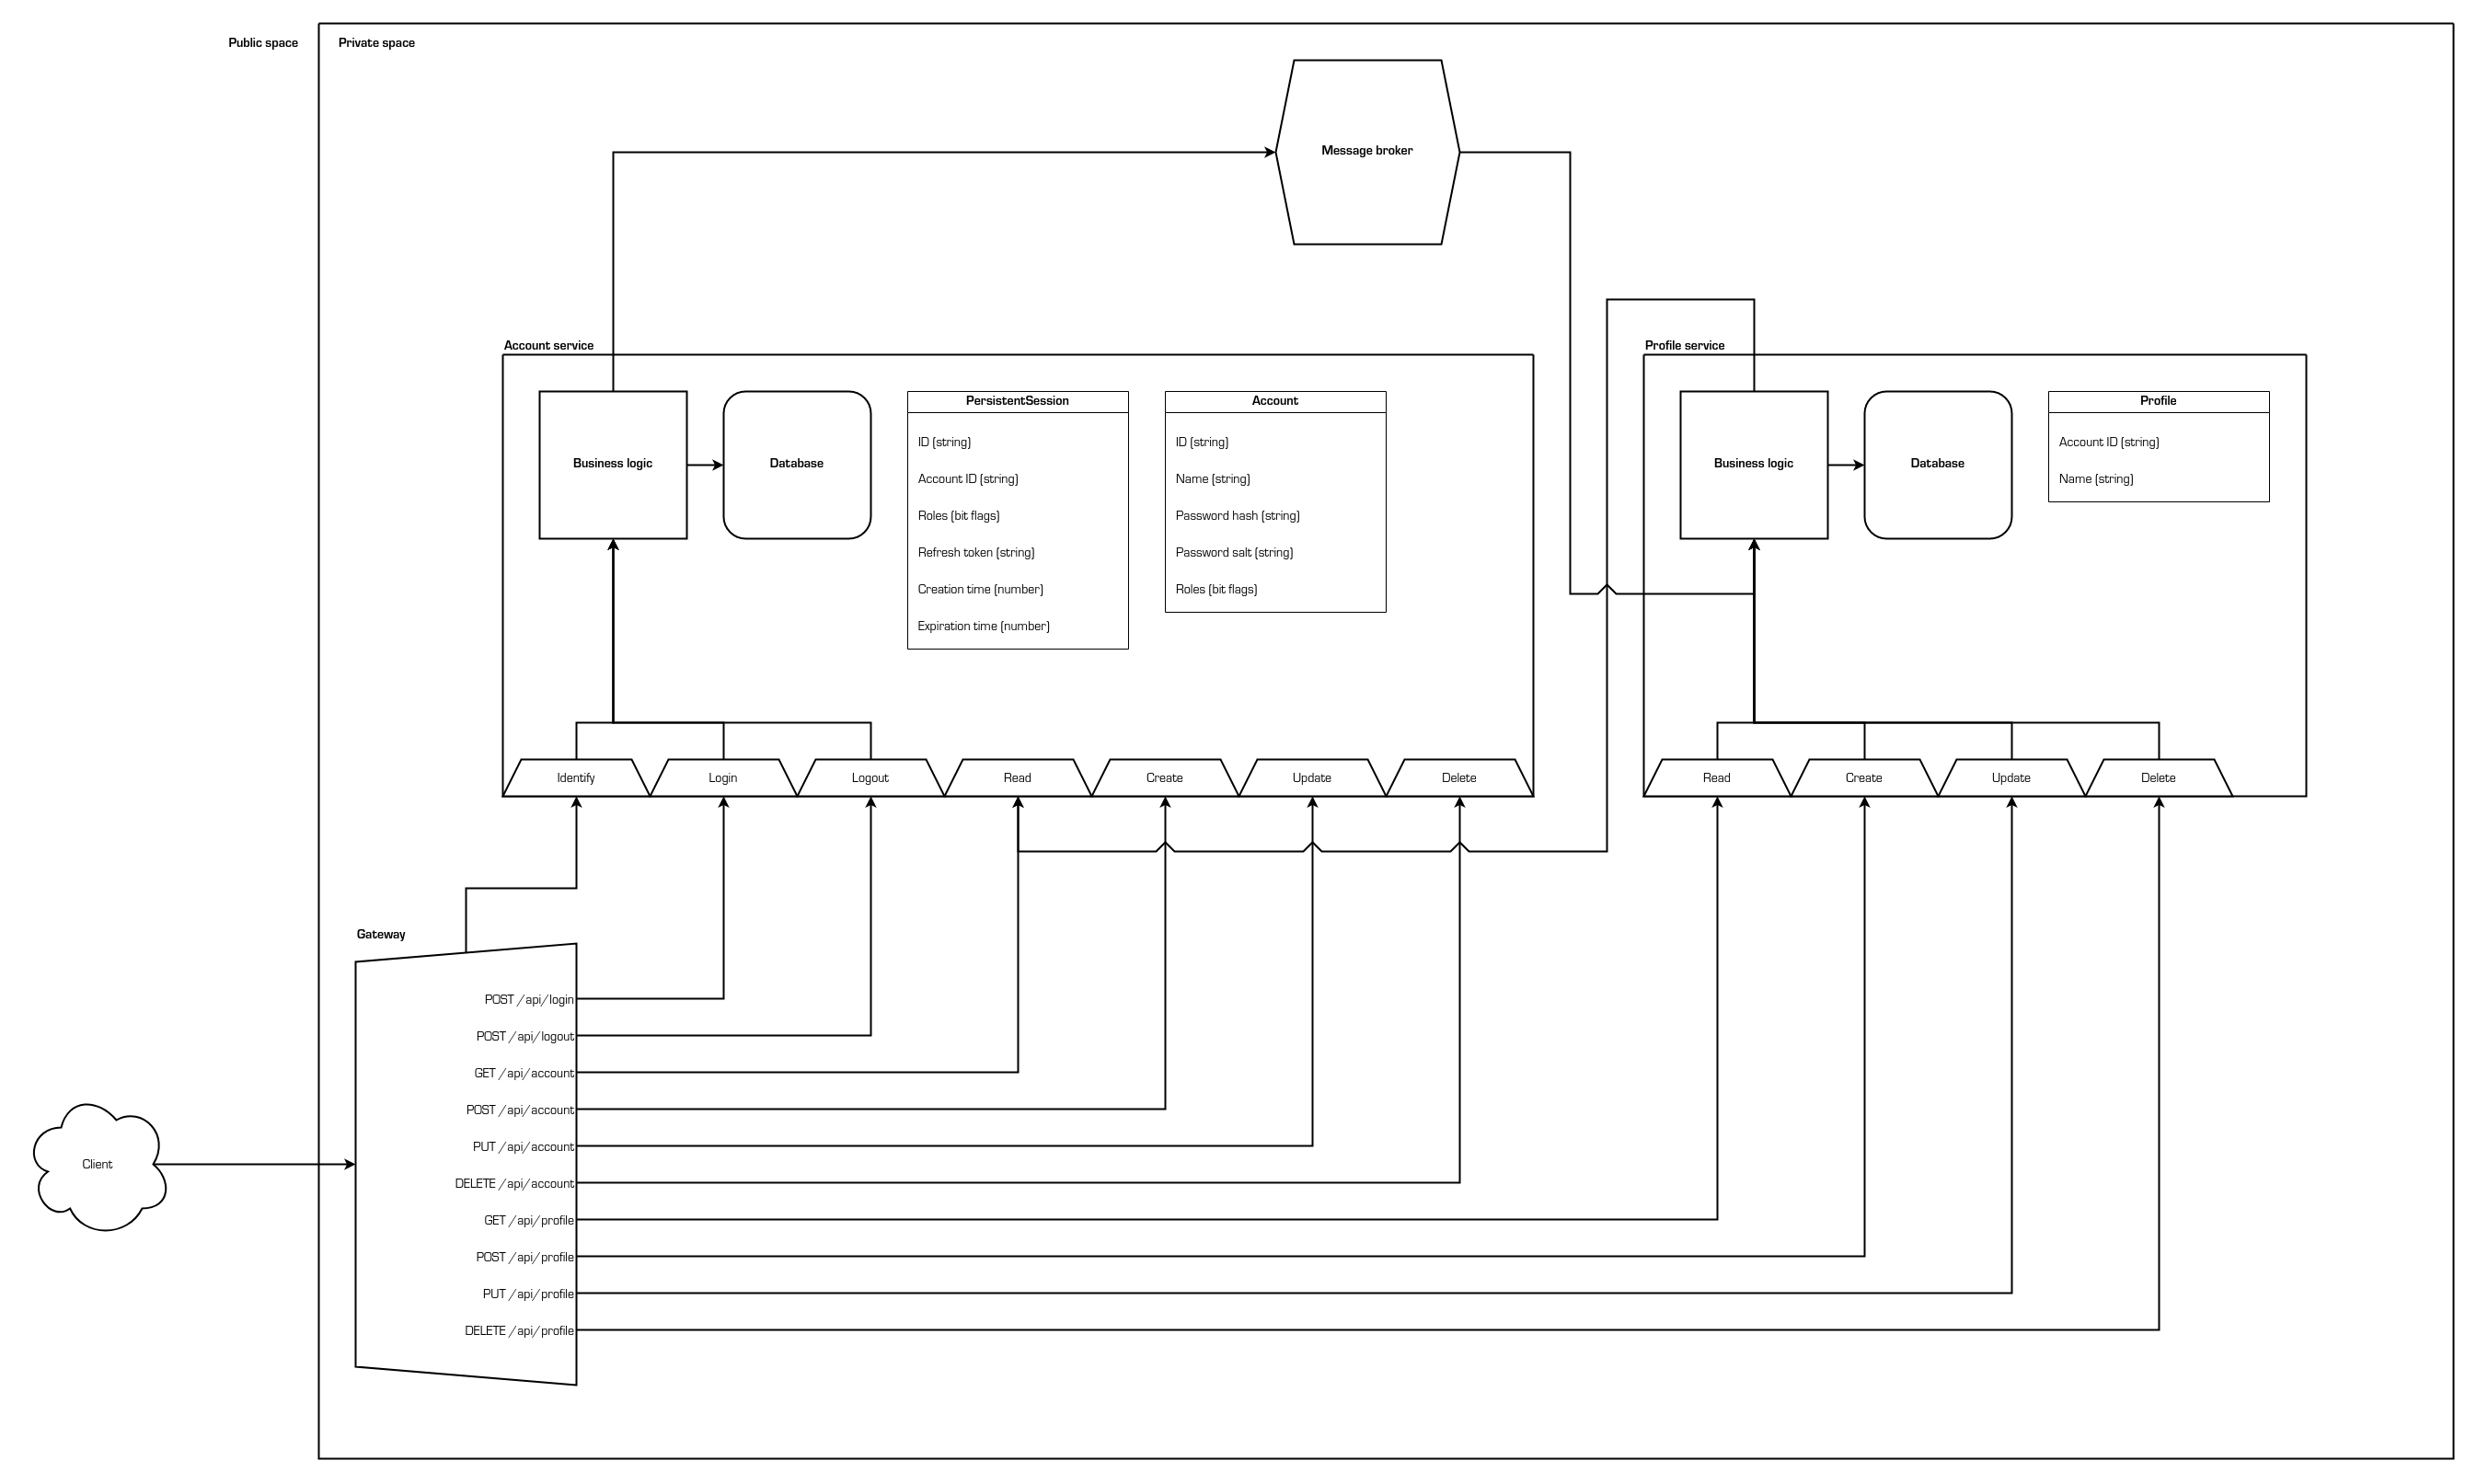 Public space
Private space
Message broker
Account service
Business logic
Database
PersistentSession
ID (string)
Account ID (string)
Roles (bit flags)
Refresh token (string)
Creation time (number)
Expiration time (number)
Account
ID (string)
Name (string)
Password hash (string)
Password salt (string)
Roles (bit flags)
Identify
Login
Logout
Read
Create
Update
Delete
Profile service
Business logic
Database
Profile
Account ID (string)
Name (string)
Read
Create
Update
Delete
Gateway
POST /api/login
POST /api/logout
GET /api/account
POST /api/account
PUT /api/account
DELETE /api/account
GET /api/profile
POST /api/profile
PUT /api/profile
DELETE /api/profile
Client